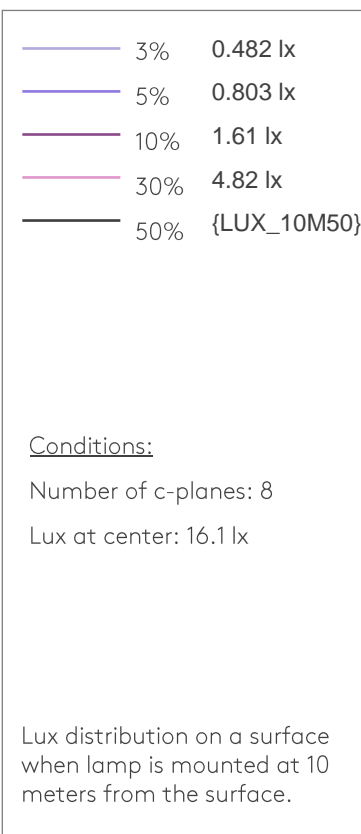 3% 0.482 lx
5% 0.803 lx
10% 1.61 lx
30% 4.82 lx
50% {LUX_10M50}
Conditions:
Number of c-planes: 8
Lux at center: 16.1 lx
Lux distribution on a surface
when lamp is mounted at 10
meters from the surface.